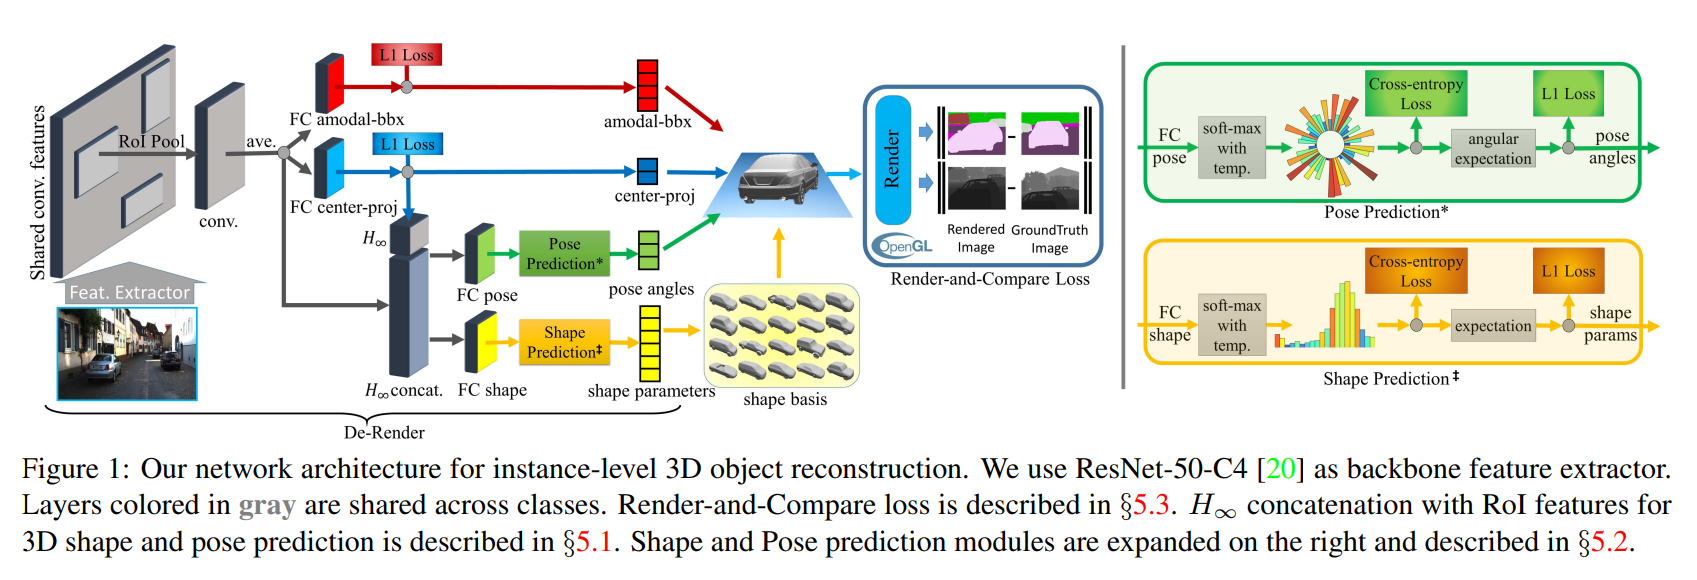 Shared conv. features
RoI Pool
conv.
ave.
Feat. Extractor
L1 Loss
FC amodal-bbx
amodal-bbx
L1 Loss
FC center-proj
center-proj
H∞
FC pose
Pose
Prediction*
pose angles
H∞concat.
FC shape
Shape
Prediction‡
shape parameters
shape basis
De-Render
Render
OpenGL
Rendered
Image
GroundTruth
Image
Render-and-Compare Loss
FC
pose
soft-max
with
temp.
Cross-entropy
Loss
angular
expectation
L1 Loss
pose
angles
Pose Prediction*
FC
shape
soft-max
with
temp.
Cross-entropy
Loss
expectation
L1 Loss
shape
params
Shape Prediction‡
Figure 1: Our network architecture for instance-level 3D object reconstruction. We use ResNet-50-C4 [20] as backbone feature extractor.
Layers colored in gray are shared across classes. Render-and-Compare loss is described in §5.3. H∞ concatenation with RoI features for
3D shape and pose prediction is described in §5.1. Shape and Pose prediction modules are expanded on the right and described in §5.2.